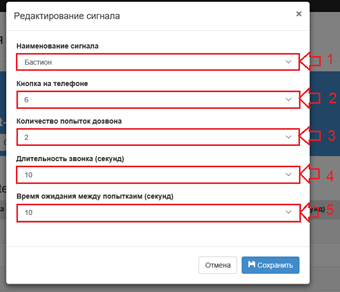 Редактирование сигнала ×
Наименование сигнала
Бастион 1
Кнопка на телефоне
6 2
Количество попыток дозвона
2 3
Длительность звонка (секунд)
10 4
Время ожидания между попытками (секунд)
10 5
унд)
Отмена Сохранить